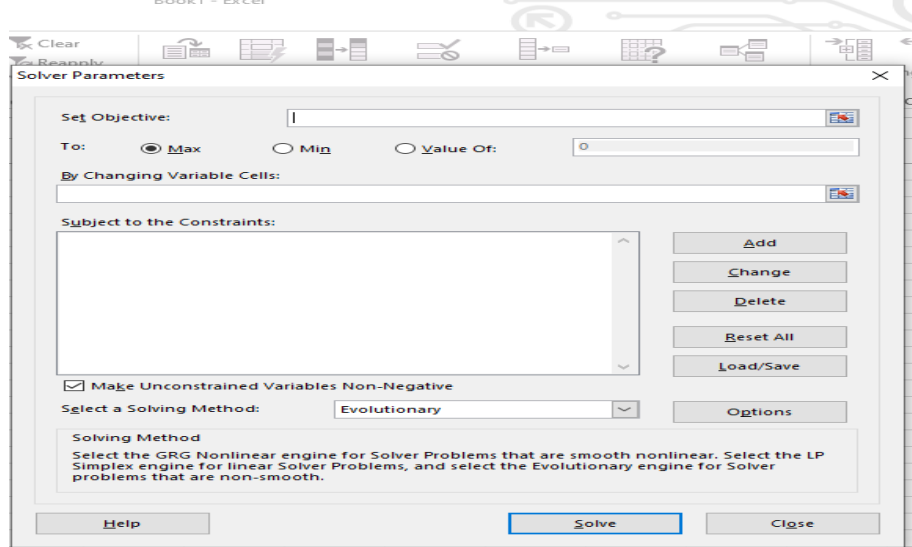 Book1 - Excel
Clear
Reapply
Solver Parameters
Set Objective:
To: Max Min Value Of: 0
By Changing Variable Cells:
Subject to the Constraints:
Add
Change
Delete
Reset All
Load/Save
Make Unconstrained Variables Non-Negative
Select a Solving Method: Evolutionary Options
Solving Method
Select the GRG Nonlinear engine for Solver Problems that are smooth nonlinear. Select the LP
Simplex engine for linear Solver Problems, and select the Evolutionary engine for Solver
problems that are non-smooth.
Help Solve Close